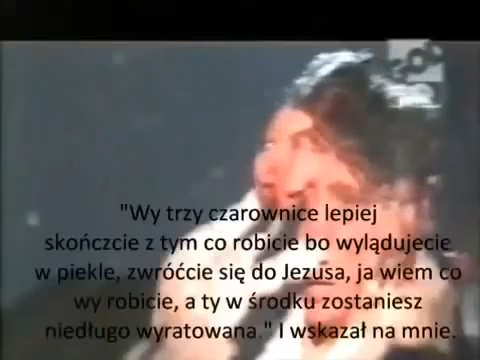 "Wy trzy czarownice lepiej
skończcie z tym co robicie bo wylądujecie
w piekle, zwróćcie się do Jezusa, ja wiem co
wy robicie, a ty w środku zostaniesz
niedługo wyratowana." I wskazał na mnie.